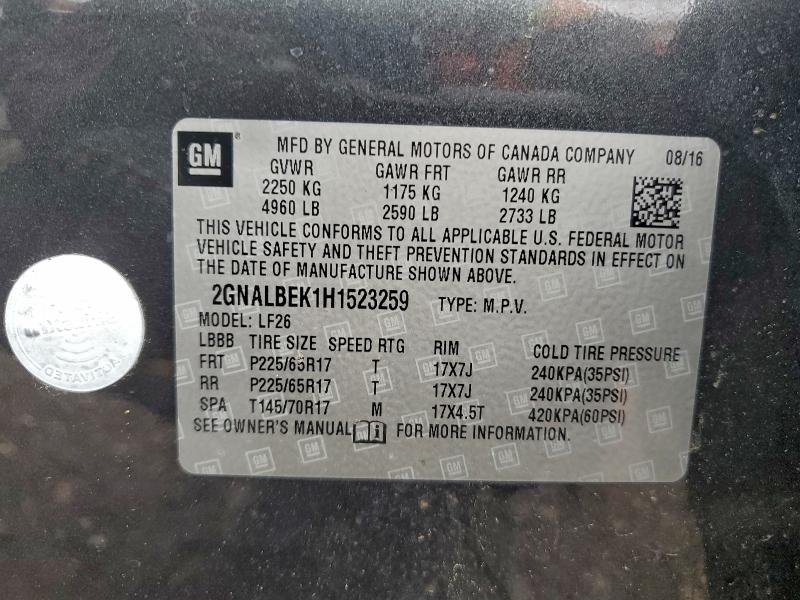 GM
MFD BY GENERAL MOTORS OF CANADA COMPANY 08/16
GVWR GAWR FRT GAWR RR
2250 KG 1175 KG 1240 KG
4960 LB 2590 LB 2733 LB
THIS VEHICLE CONFORMS TO ALL APPLICABLE U.S. FEDERAL MOTOR
VEHICLE SAFETY AND THEFT PREVENTION STANDARDS IN EFFECT ON
THE DATE OF MANUFACTURE SHOWN ABOVE.
2GNALBEK1H1523259 TYPE: M.P.V.
MODEL: LF26
LBBB TIRE SIZE SPEED RTG RIM COLD TIRE PRESSURE
FRT P225/65R17 T 17X7J 240KPA(35PSI)
RR P225/65R17 T 17X7J 240KPA(35PSI)
SPA T145/70R17 M 17X4.5T 420KPA(60PSI)
SEE OWNER'S MANUAL FOR MORE INFORMATION.
ACTIVATED